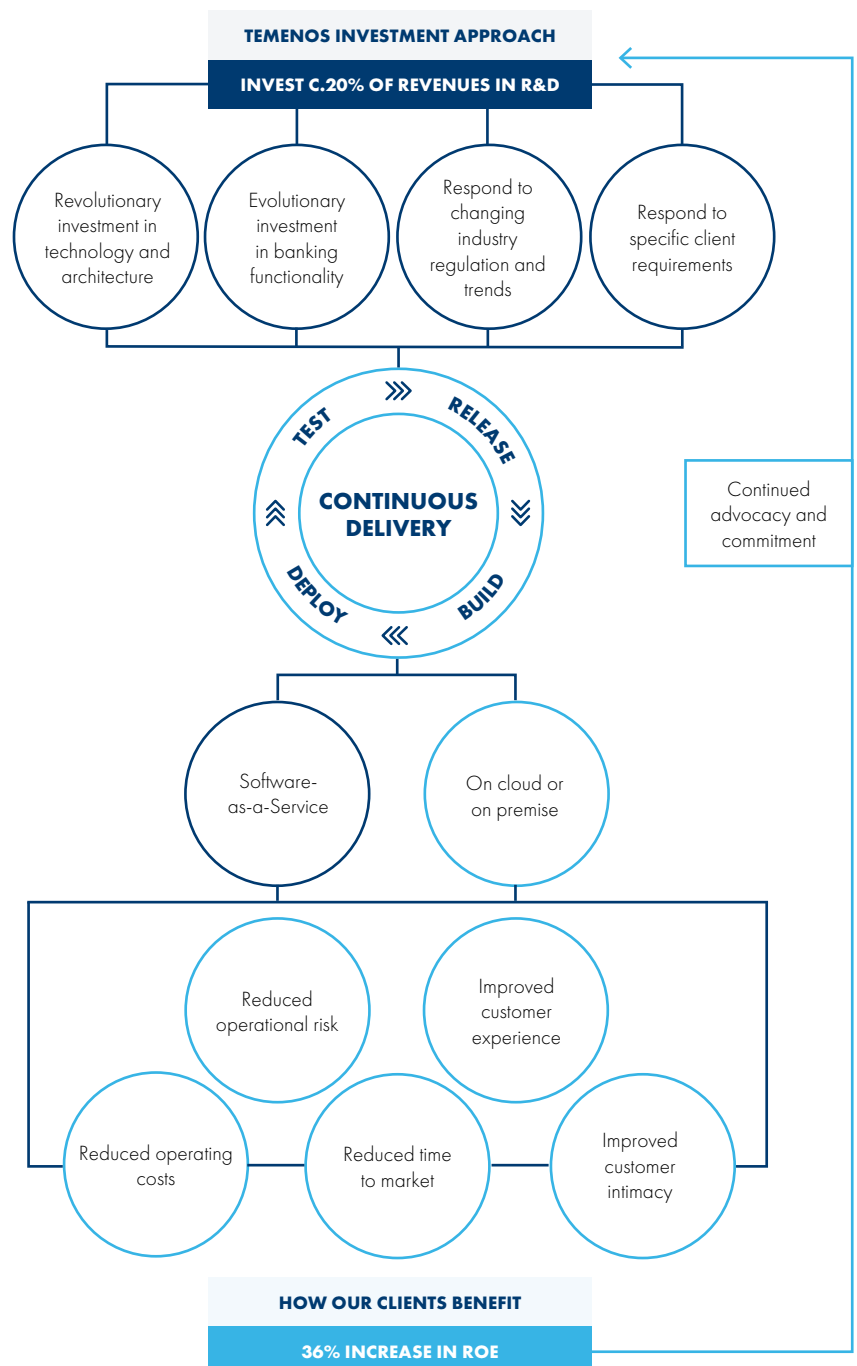 TEMENOS INVESTMENT APPROACH
INVEST C.20% OF REVENUES IN R&D
Revolutionary
investment in
technology and
architecture
Evolutionary
investment
in banking
functionality
Respond to
changing
industry
regulation and
trends
Respond to
specific client
requirements
TEST
RELEASE
BUILD
DEPLOY
CONTINUOUS
DELIVERY
Continued
advocacy and
commitment
Software-
as-a-Service
On cloud or
on premise
Reduced
operational risk
Improved
customer
experience
Reduced operating
costs
Reduced time
to market
Improved
customer
intimacy
HOW OUR CLIENTS BENEFIT
36% INCREASE IN ROE